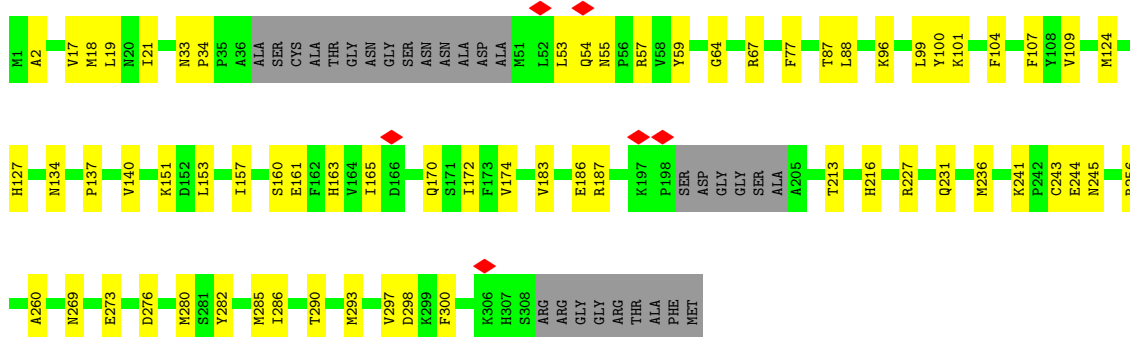 M1 A2 V17 M18 L19 N20 I21 N33 P34 P35 A36 ALA SER CYS ALA THR GLY ASN GLY SER ASN ASN ALA ASP ALA M51 L52 L53 Q54 N55 P56 R57 V58 Y59 G64 R67 F77 T87 L88 K96 L99 Y100 K101 F104 F107 Y108 V109 M124
H127 N134 P137 V140 K151 D152 L153 I157 S160 E161 F162 H163 V164 I165 D166 Q170 S171 I172 F173 V174 V183 E186 R187 K197 P198 SER ASP GLY GLY SER ALA A205 T213 H216 R227 Q231 M236 K241 P242 C243 E244 N245
A260 N269 E273 D276 M280 S281 Y282 M285 I286 T290 M293 V297 D298 K299 F300 K306 H307 S308 ARG ARG GLY GLY ARG THR ALA PHE MET